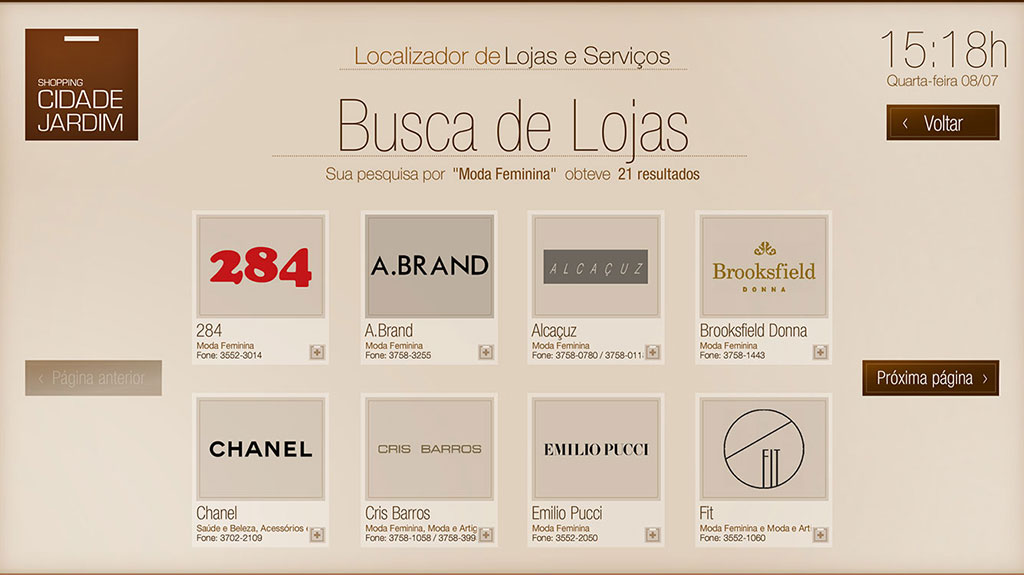 SHOPPING
CIDADE
JARDIM
Localizador de Lojas e Serviços
15:18h
Quarta-feira 08/07
‹ Voltar
Busca de Lojas
Sua pesquisa por "Moda Feminina" obteve 21 resultados
284
A.BRAND
ALCAÇUZ
Brooksfield
DONNA
284
Moda Feminina
Fone: 3552-3014
A.Brand
Moda Feminina
Fone: 3758-3255
Alcaçuz
Moda Feminina
Fone: 3758-0780 / 3758-011
Brooksfield Donna
Moda Feminina
Fone: 3758-1443
‹ Página anterior
Próxima página ›
CHANEL
CRIS BARROS
EMILIO PUCCI
FIT
Chanel
Saúde e Beleza, Acessórios
Fone: 3702-2109
Cris Barros
Moda Feminina, Moda e Artig
Fone: 3758-1058 / 3758-399
Emilio Pucci
Moda Feminina
Fone: 3552-2050
Fit
Moda Feminina e Moda e Art
Fone: 3552-1060